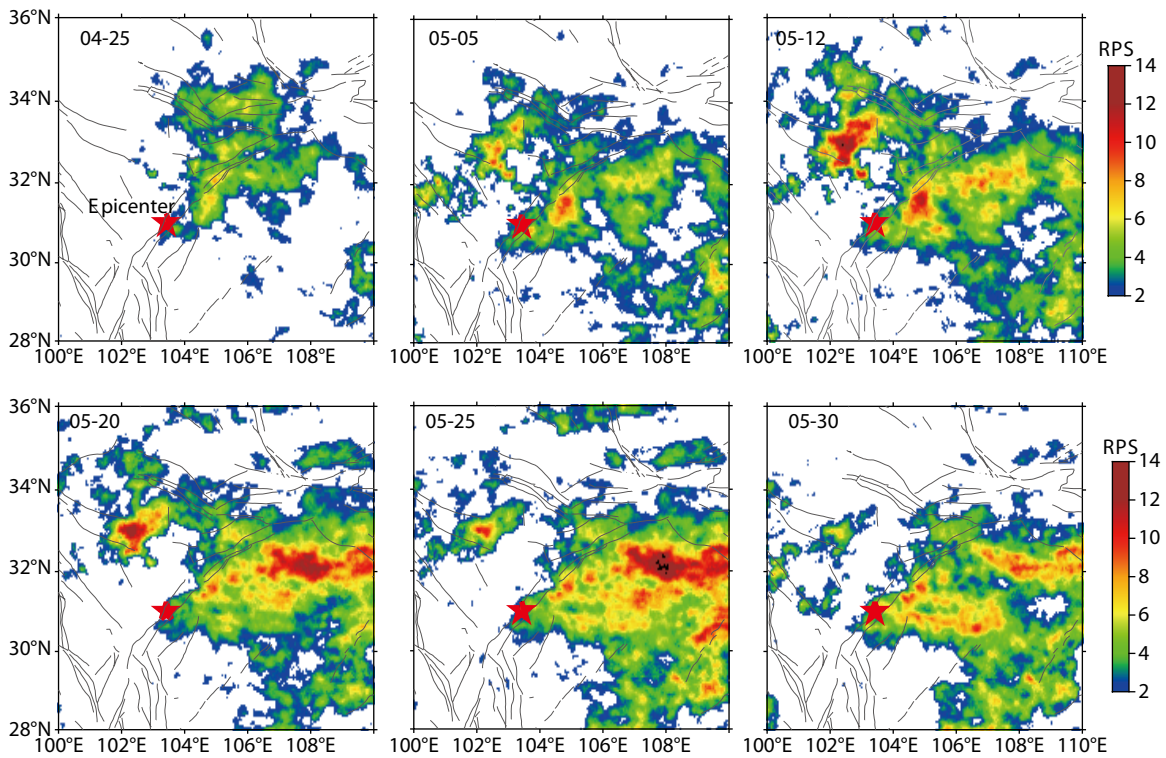 36°N
34°N
32°N
30°N
28°N
04-25
Epicenter
100°E 102°E 104°E 106°E 108°E
05-05
100°E 102°E 104°E 106°E 108°E
05-12
100°E 102°E 104°E 106°E 108°E 110°E
RPS
14
12
10
8
6
4
2
36°N
34°N
32°N
30°N
28°N
05-20
100°E 102°E 104°E 106°E 108°E
05-25
100°E 102°E 104°E 106°E 108°E
05-30
100°E 102°E 104°E 106°E 108°E 110°E
RPS
14
12
10
8
6
4
2